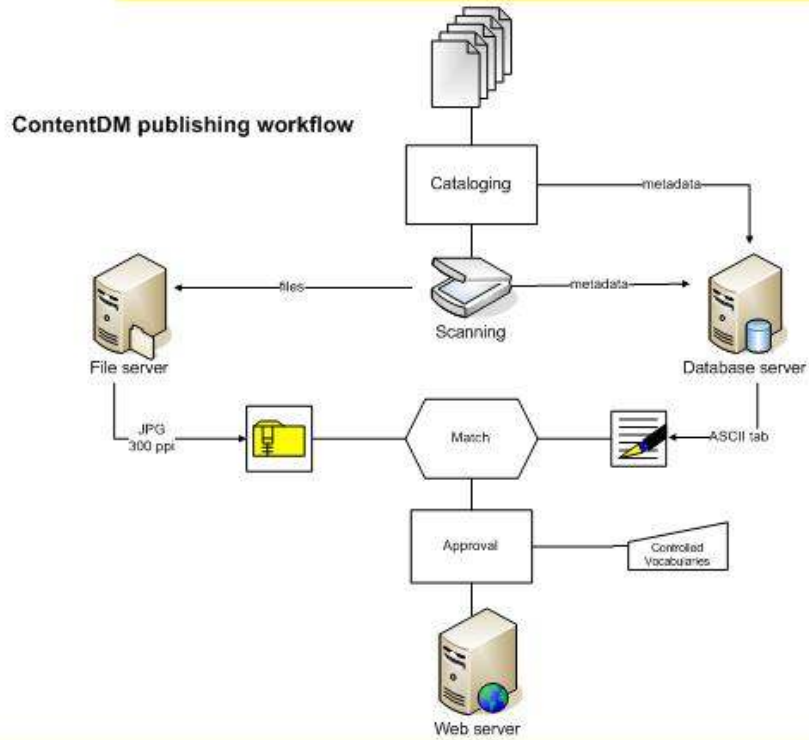 ContentDM publishing workflow
Cataloging
metadata
files
metadata
Scanning
File server
Database server
JPG
300 ppi
Match
ASCII tab
Approval
Controlled
Vocabularies
Web server